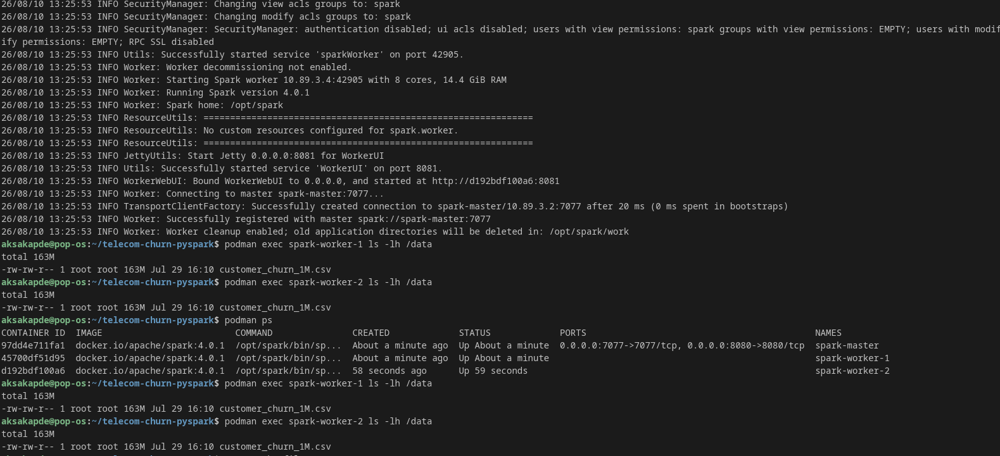 26/08/10 13:25:53 INFO SecurityManager: Changing view acls groups to: spark
26/08/10 13:25:53 INFO SecurityManager: Changing modify acls groups to: spark
26/08/10 13:25:53 INFO SecurityManager: SecurityManager: authentication disabled; ui acls disabled; users with view permissions: spark groups with view permissions: EMPTY; users with modif
ify permissions: EMPTY; RPC SSL disabled
26/08/10 13:25:53 INFO Utils: Successfully started service 'sparkWorker' on port 42905.
26/08/10 13:25:53 INFO Worker: Worker decommissioning not enabled.
26/08/10 13:25:53 INFO Worker: Starting Spark worker 10.89.3.4:42905 with 8 cores, 14.4 GiB RAM
26/08/10 13:25:53 INFO Worker: Running Spark version 4.0.1
26/08/10 13:25:53 INFO Worker: Spark home: /opt/spark
26/08/10 13:25:53 INFO ResourceUtils: ==============================================================
26/08/10 13:25:53 INFO ResourceUtils: No custom resources configured for spark.worker.
26/08/10 13:25:53 INFO ResourceUtils: ==============================================================
26/08/10 13:25:53 INFO JettyUtils: Start Jetty 0.0.0.0:8081 for WorkerUI
26/08/10 13:25:53 INFO Utils: Successfully started service 'WorkerUI' on port 8081.
26/08/10 13:25:53 INFO WorkerWebUI: Bound WorkerWebUI to 0.0.0.0, and started at http://d192bdf100a6:8081
26/08/10 13:25:53 INFO Worker: Connecting to master spark-master:7077...
26/08/10 13:25:53 INFO TransportClientFactory: Successfully created connection to spark-master/10.89.3.2:7077 after 20 ms (0 ms spent in bootstraps)
26/08/10 13:25:53 INFO Worker: Successfully registered with master spark://spark-master:7077
26/08/10 13:25:53 INFO Worker: Worker cleanup enabled; old application directories will be deleted in: /opt/spark/work
aksakapde@pop-os:~/telecom-churn-pyspark$ podman exec spark-worker-1 ls -lh /data
total 163M
-rw-rw-r-- 1 root root 163M Jul 29 16:10 customer_churn_1M.csv
aksakapde@pop-os:~/telecom-churn-pyspark$ podman exec spark-worker-2 ls -lh /data
total 163M
-rw-rw-r-- 1 root root 163M Jul 29 16:10 customer_churn_1M.csv
aksakapde@pop-os:~/telecom-churn-pyspark$ podman ps
CONTAINER ID  IMAGE                         COMMAND               CREATED             STATUS             PORTS                                           NAMES
97dd4e711fa1  docker.io/apache/spark:4.0.1  /opt/spark/bin/sp...  About a minute ago  Up About a minute  0.0.0.0:7077->7077/tcp, 0.0.0.0:8080->8080/tcp  spark-master
45700df51d95  docker.io/apache/spark:4.0.1  /opt/spark/bin/sp...  About a minute ago  Up About a minute                                                  spark-worker-1
d192bdf100a6  docker.io/apache/spark:4.0.1  /opt/spark/bin/sp...  58 seconds ago      Up 59 seconds                                                      spark-worker-2
aksakapde@pop-os:~/telecom-churn-pyspark$ podman exec spark-worker-1 ls -lh /data
total 163M
-rw-rw-r-- 1 root root 163M Jul 29 16:10 customer_churn_1M.csv
aksakapde@pop-os:~/telecom-churn-pyspark$ podman exec spark-worker-2 ls -lh /data
total 163M
-rw-rw-r-- 1 root root 163M Jul 29 16:10 customer_churn_1M.csv